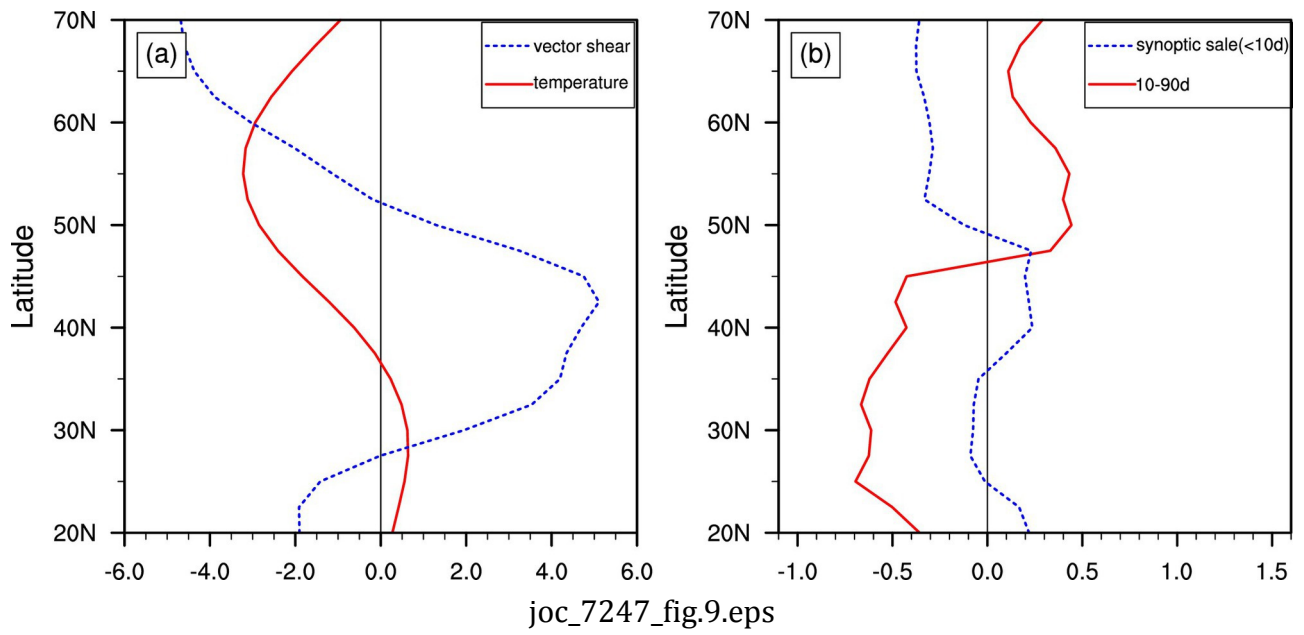 (a)
vector shear
temperature
70N
60N
50N
40N
30N
20N
Latitude
-6.0 -4.0 -2.0 0.0 2.0 4.0 6.0
(b)
synoptic sale(<10d)
10-90d
70N
60N
50N
40N
30N
20N
Latitude
-1.0 -0.5 0.0 0.5 1.0 1.5
joc_7247_fig.9.eps